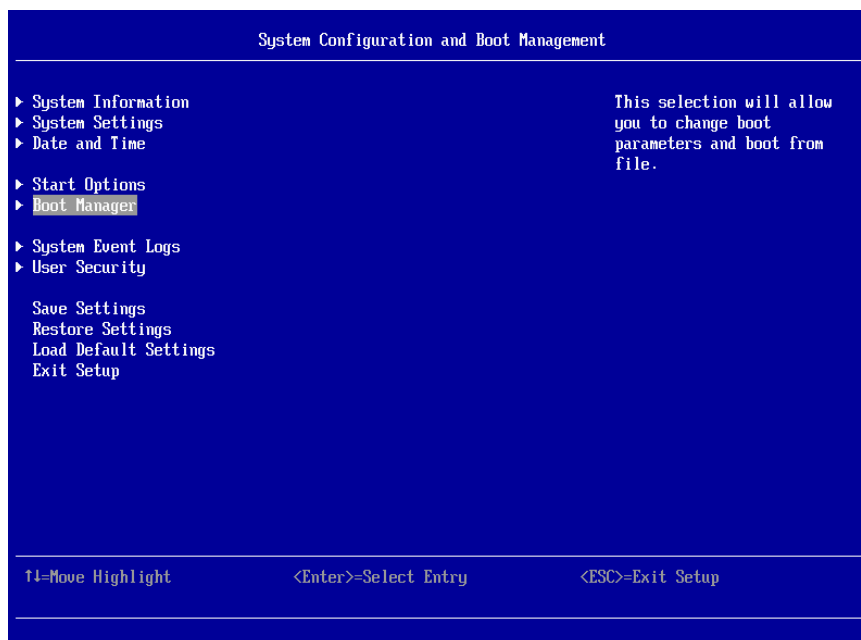 System Configuration and Boot Management
▶ System Information
▶ System Settings
▶ Date and Time
▶ Start Options
▶ Boot Manager
▶ System Event Logs
▶ User Security
Save Settings
Restore Settings
Load Default Settings
Exit Setup
This selection will allow
you to change boot
parameters and boot from
file.
↑↓=Move Highlight <Enter>=Select Entry <ESC>=Exit Setup